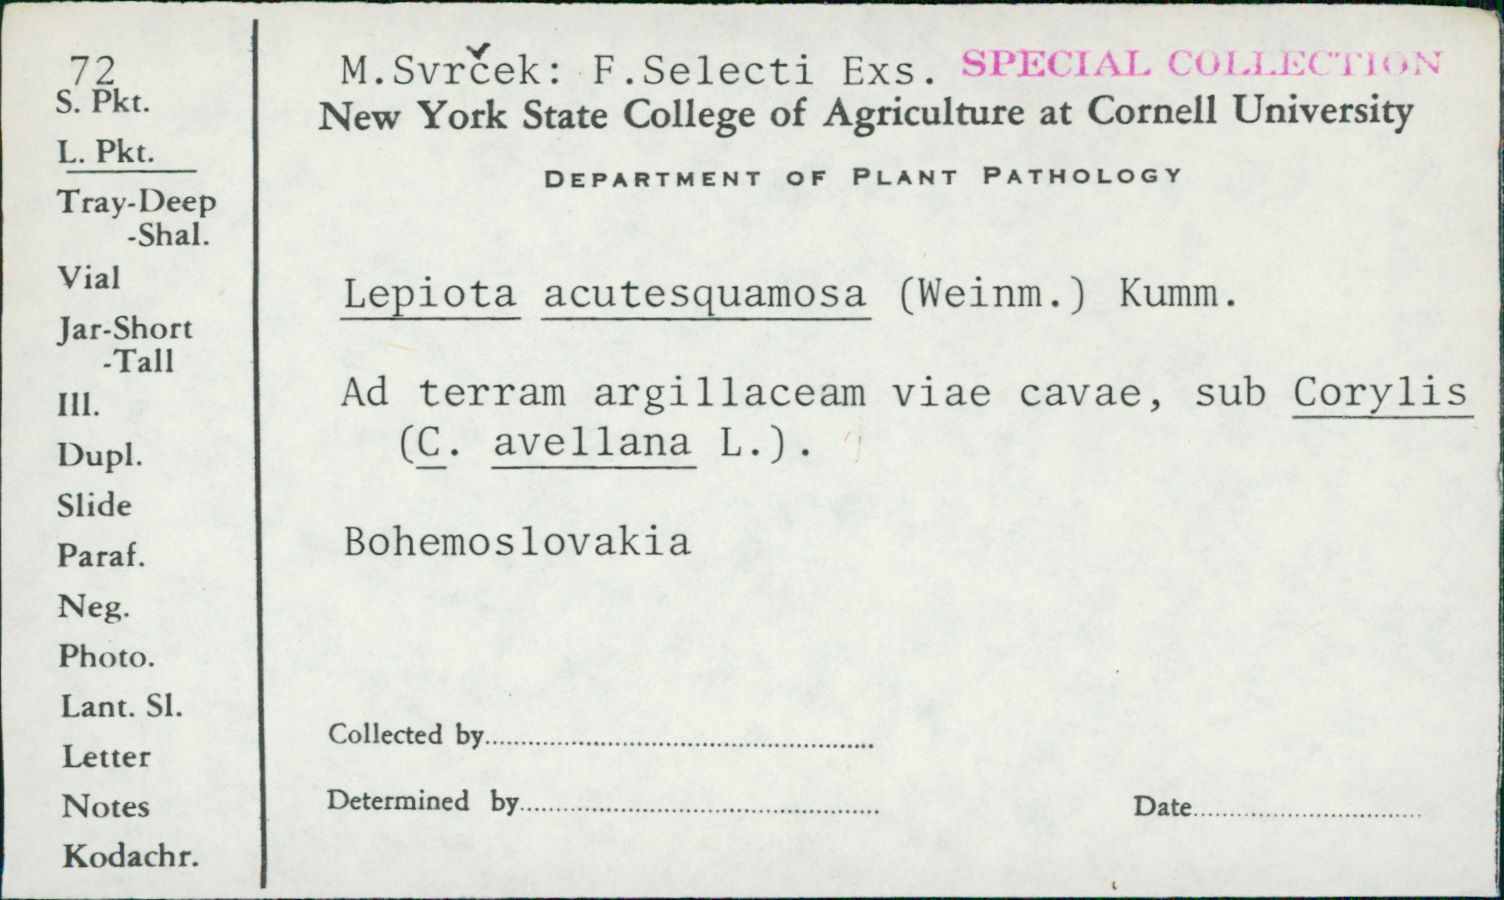 72
S. Pkt.
L. Pkt.
Tray-Deep
-Shal.
Vial
Jar-Short
-Tall
Ill.
Dupl.
Slide
Paraf.
Neg.
Photo.
Lant. Sl.
Letter
Notes
Kodachr.
M.Svrček: F.Selecti Exs. SPECIAL COLLECTION
New York State College of Agriculture at Cornell University
DEPARTMENT OF PLANT PATHOLOGY
Lepiota acutesquamosa (Weinm.) Kumm.
Ad terram argillaceam viae cavae, sub Corylis
(C. avellana L.).
Bohemoslovakia
Collected by
Determined by
Date